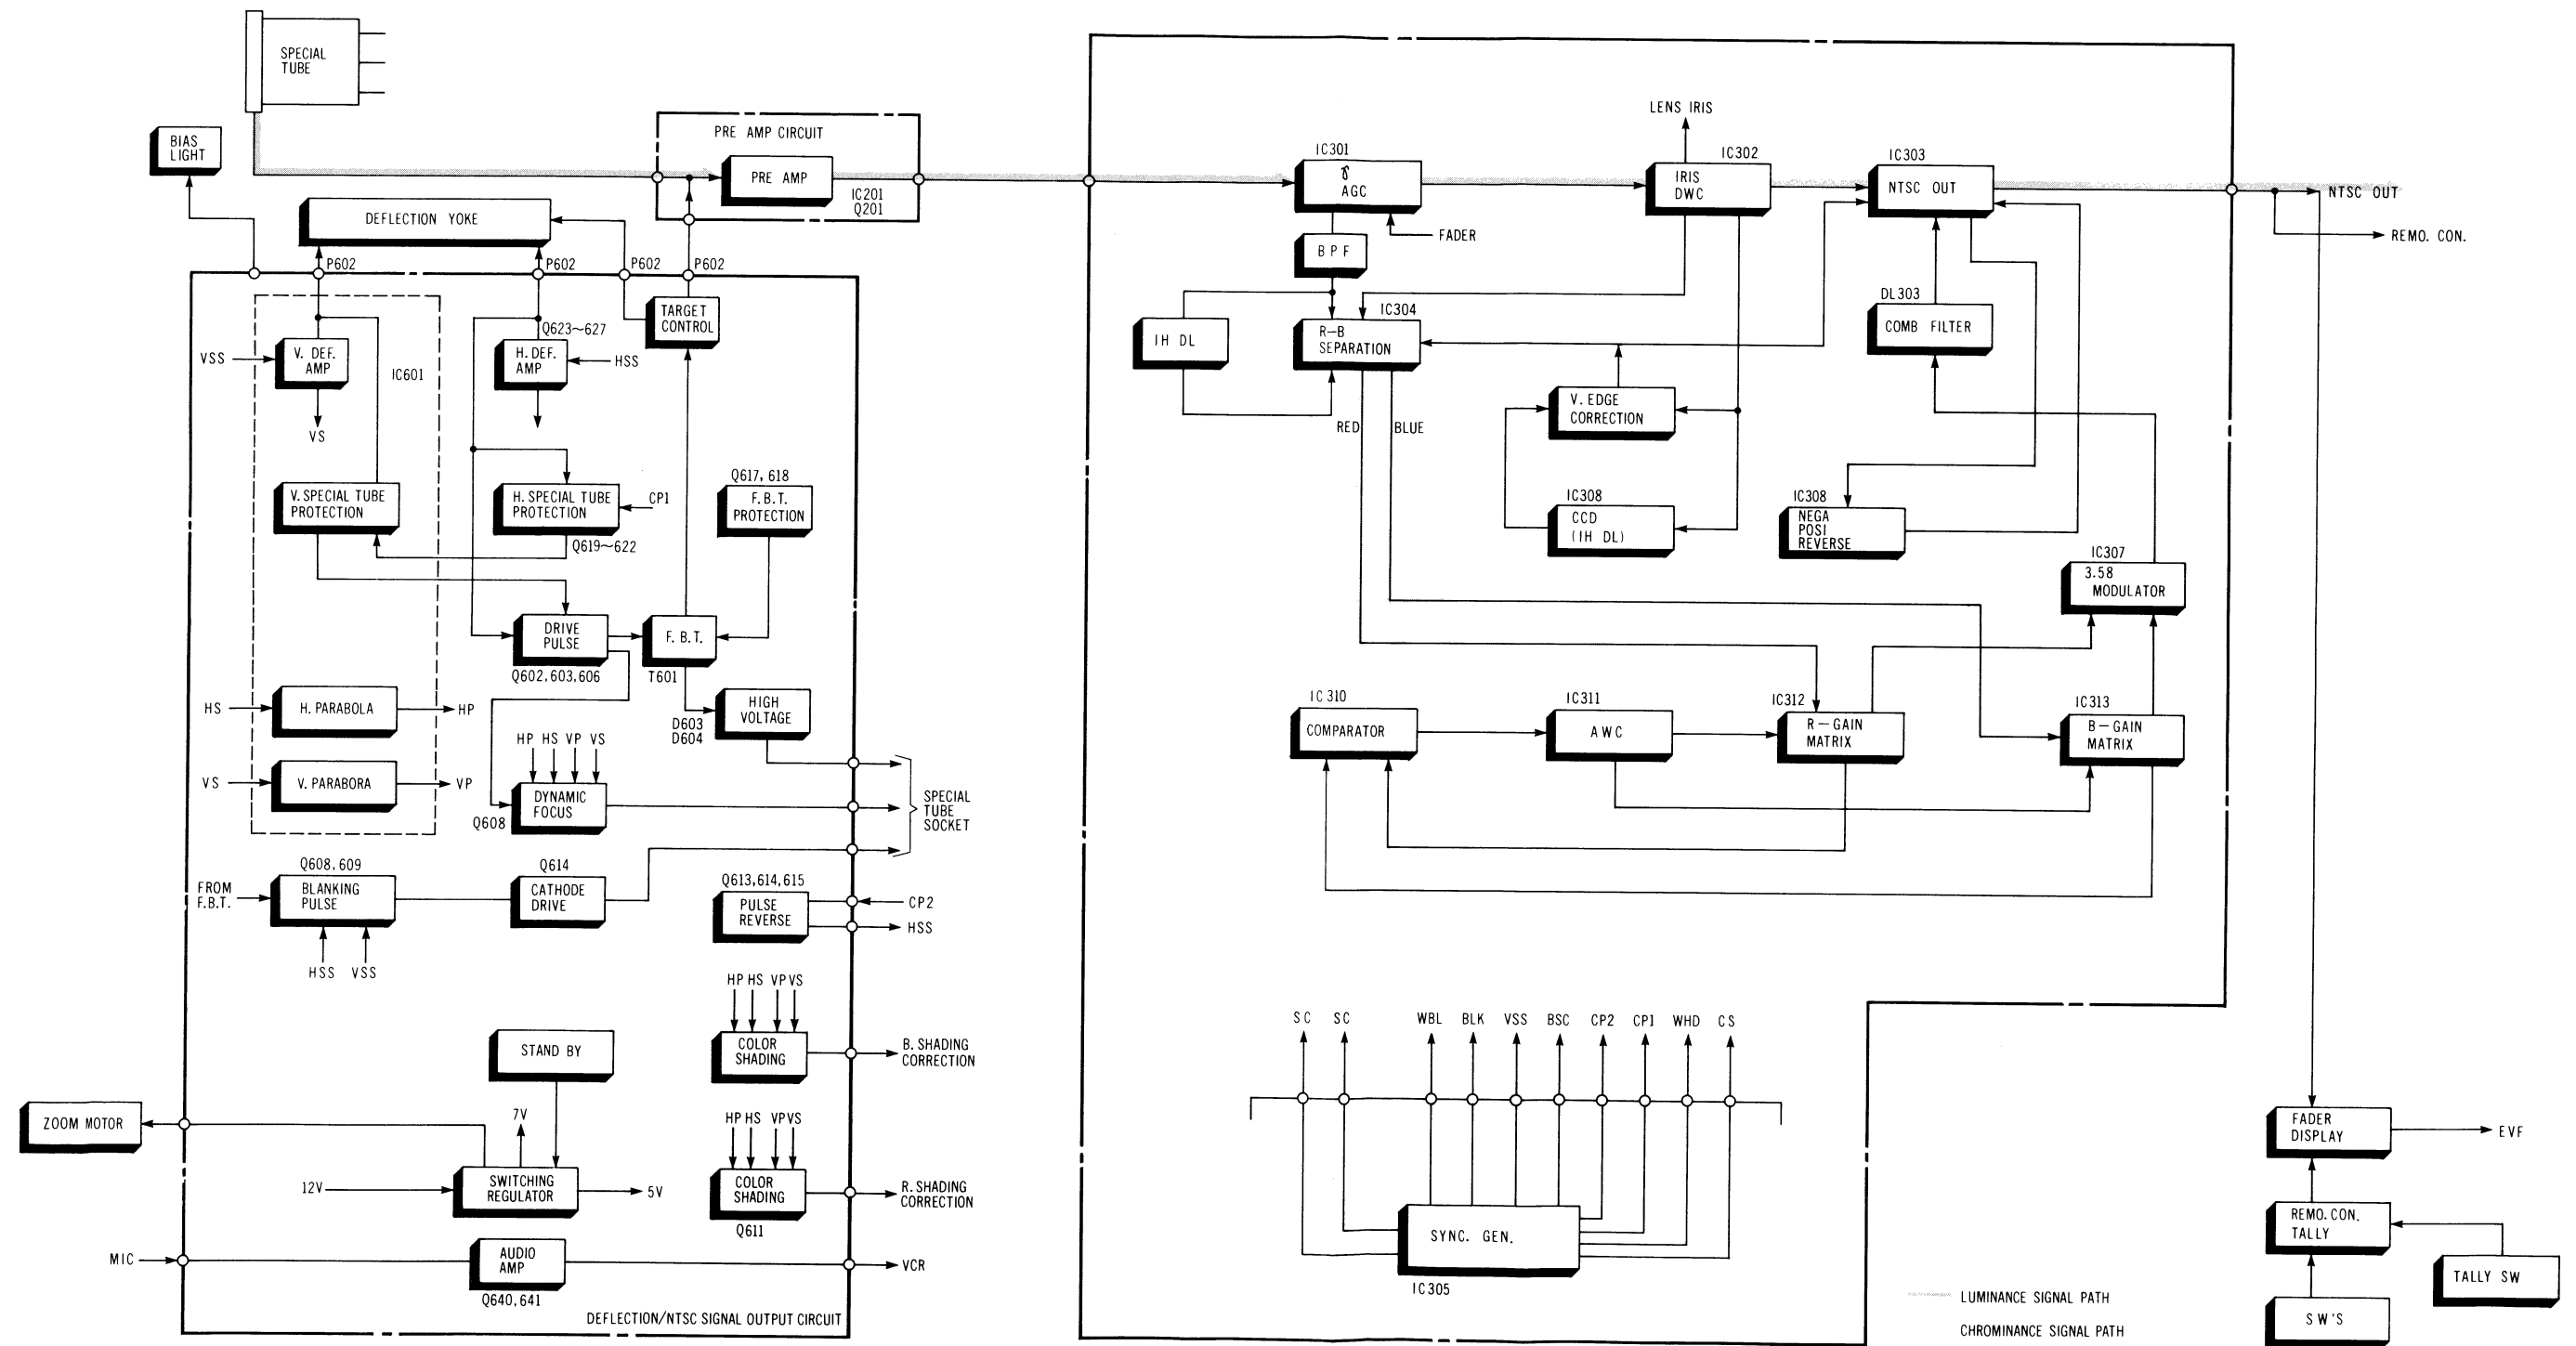 SPECIAL
TUBE
BIAS
LIGHT
PRE AMP CIRCUIT
PRE AMP
IC201
Q201
DEFLECTION YOKE
P602
P602
P602
P602
TARGET
CONTROL
VSS
V. DEF.
AMP
VS
IC601
Q623~627
H. DEF.
AMP
HSS
V. SPECIAL TUBE
PROTECTION
H. SPECIAL TUBE
PROTECTION
CP1
Q619~622
Q617, 618
F.B.T.
PROTECTION
DRIVE
PULSE
Q602, 603, 606
F.B.T.
T601
HIGH
VOLTAGE
D603
D604
HS
H. PARABOLA
HP
VS
V. PARABORA
VP
HP HS VP VS
DYNAMIC
FOCUS
Q608
SPECIAL
TUBE
SOCKET
Q608, 609
FROM
F.B.T.
BLANKING
PULSE
HSS VSS
Q614
CATHODE
DRIVE
Q613, 614, 615
PULSE
REVERSE
CP2
HSS
HP HS VP VS
COLOR
SHADING
B. SHADING
CORRECTION
STAND BY
ZOOM MOTOR
7V
12V
SWITCHING
REGULATOR
5V
HP HS VP VS
COLOR
SHADING
Q611
R. SHADING
CORRECTION
MIC
AUDIO
AMP
Q640, 641
VCR
DEFLECTION/NTSC SIGNAL OUTPUT CIRCUIT
LENS IRIS
IC301
γ
AGC
FADER
BPF
IC302
IRIS
DWC
IC303
NTSC OUT
NTSC OUT
REMO. CON.
1H DL
IC304
R-B
SEPARATION
DL303
COMB FILTER
V. EDGE
CORRECTION
RED
BLUE
IC308
CCD
(1H DL)
IC308
NEGA
POSI
REVERSE
IC307
3.58
MODULATOR
IC310
COMPARATOR
IC311
AWC
IC312
R-GAIN
MATRIX
IC313
B-GAIN
MATRIX
SC SC WBL BLK VSS BSC CP2 CP1 WHD CS
SYNC. GEN.
IC305
FADER
DISPLAY
EVF
REMO. CON.
TALLY
TALLY SW
SW'S
LUMINANCE SIGNAL PATH
CHROMINANCE SIGNAL PATH